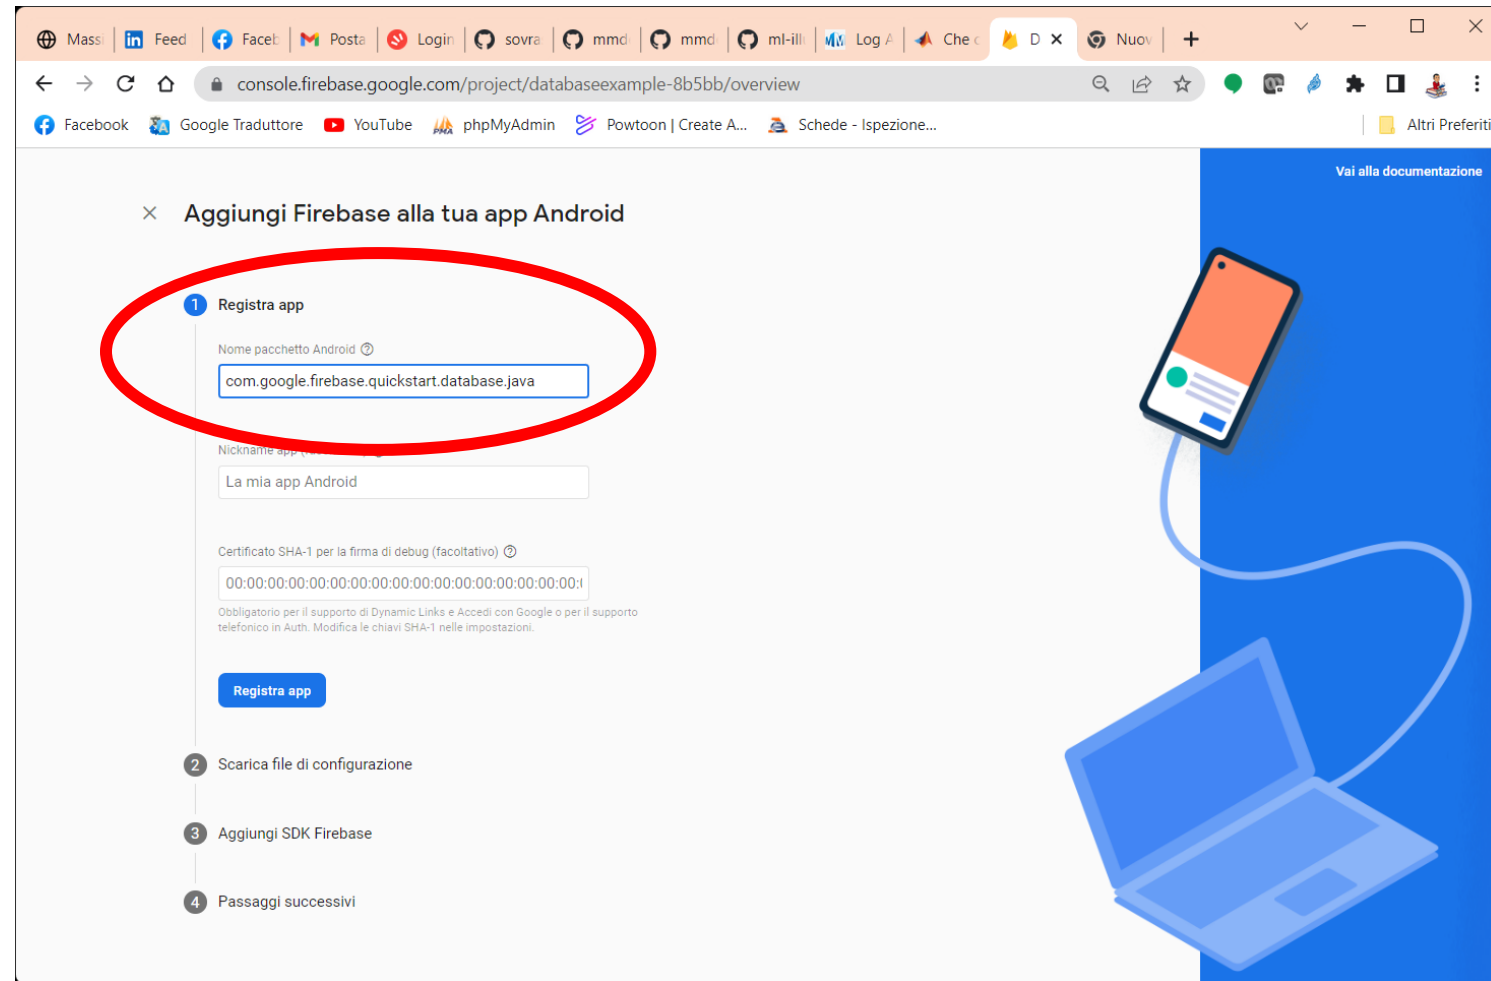 Massi Feed Faceb Posta Login sovra mmd mmd ml-ill Log A Che c D Nuov
console.firebase.google.com/project/databaseexample-8b5bb/overview
Facebook Google Traduttore YouTube phpMyAdmin Powtoon | Create A... Schede - Ispezione... Altri Preferiti
Vai alla documentazione
Aggiungi Firebase alla tua app Android
1 Registra app
Nome pacchetto Android
com.google.firebase.quickstart.database.java
Nickname app
La mia app Android
Certificato SHA-1 per la firma di debug (facoltativo)
00:00:00:00:00:00:00:00:00:00:00:00:00:00:00:00:00:(
Obbligatorio per il supporto di Dynamic Links e Accedi con Google o per il supporto
telefonico in Auth. Modifica le chiavi SHA-1 nelle impostazioni.
Registra app
2 Scarica file di configurazione
3 Aggiungi SDK Firebase
4 Passaggi successivi